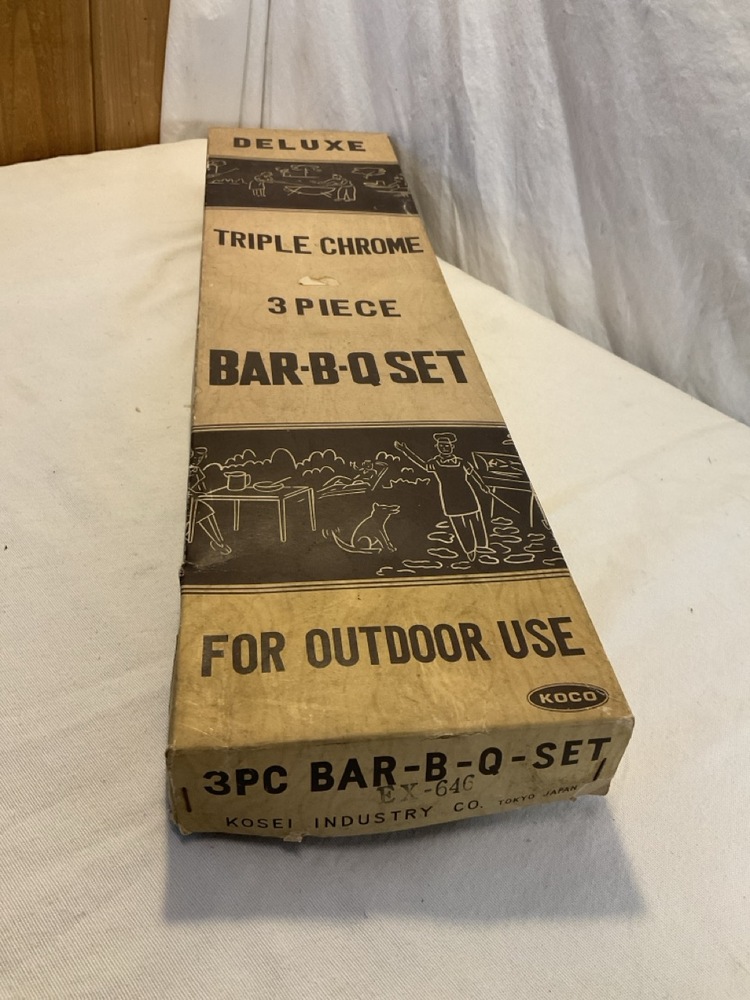 DELUXE
TRIPLE CHROME
3 PIECE
BAR-B-Q SET
FOR OUTDOOR USE
KOCO
3PC BAR-B-Q-SET
EX-646
KOSEI INDUSTRY CO. TOKYO JAPAN